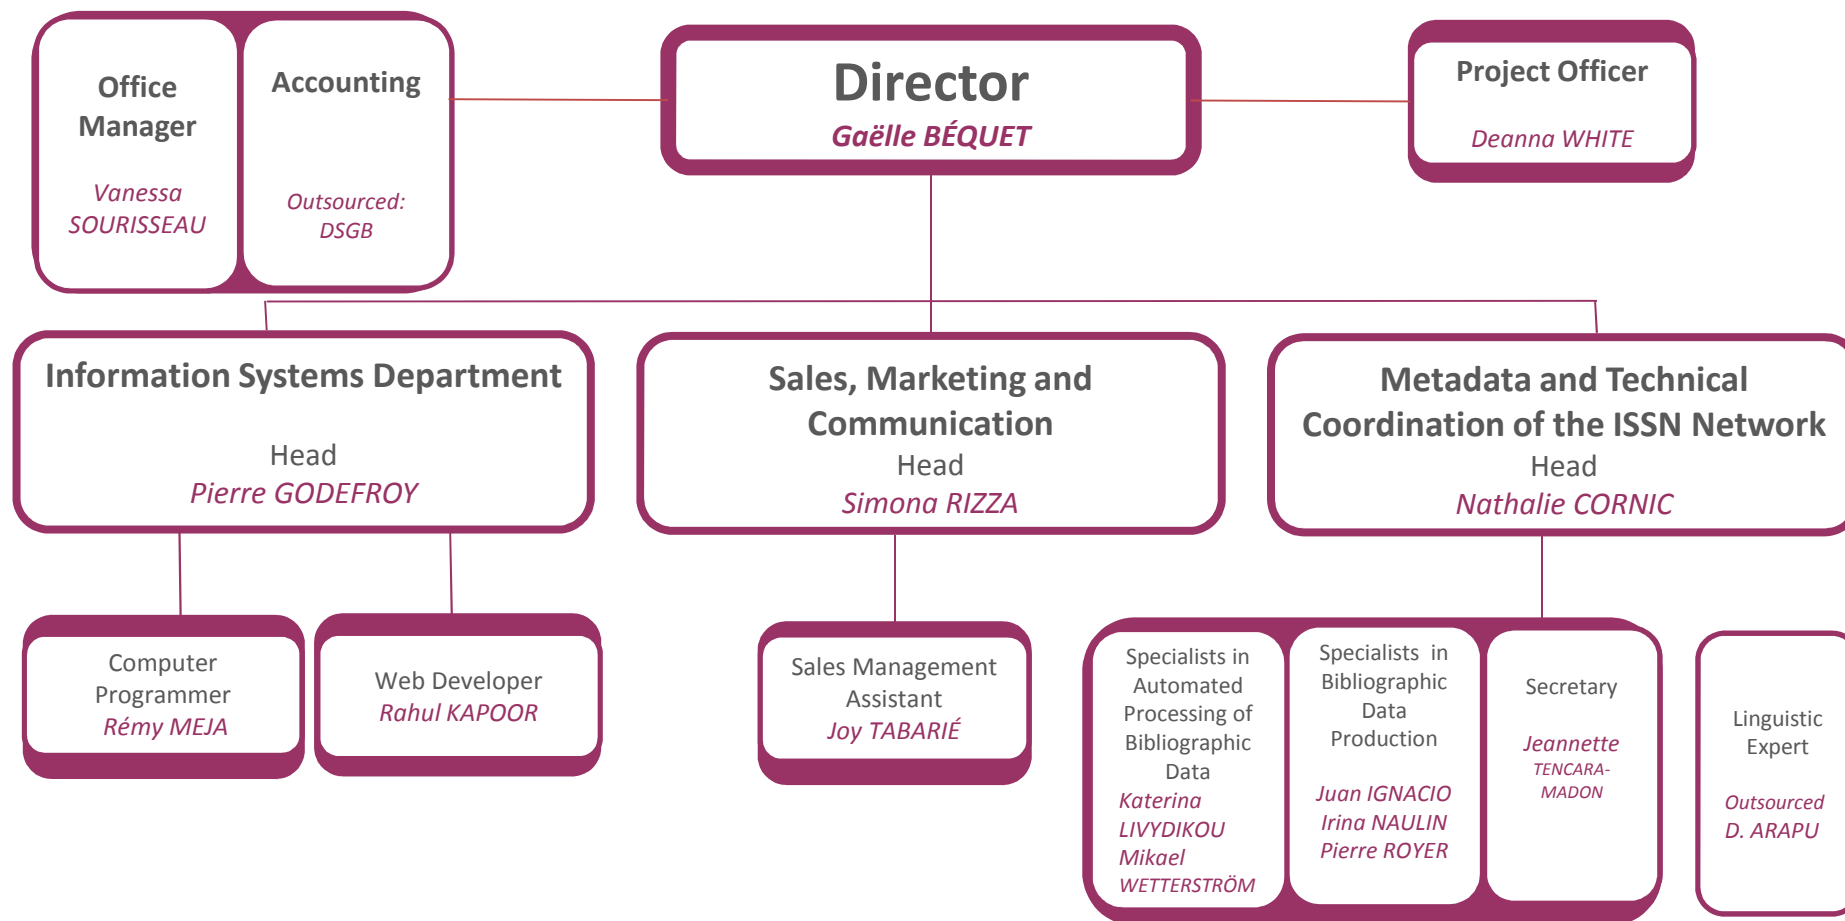 Office
Manager
Vanessa
SOURISSEAU
Accounting
Outsourced:
DSGB
Director
Gaëlle BÉQUET
Project Officer
Deanna WHITE
Information Systems Department
Head
Pierre GODEFROY
Sales, Marketing and
Communication
Head
Simona RIZZA
Metadata and Technical
Coordination of the ISSN Network
Head
Nathalie CORNIC
Computer
Programmer
Rémy MEJA
Web Developer
Rahul KAPOOR
Sales Management
Assistant
Joy TABARIÉ
Specialists in
Automated
Processing of
Bibliographic
Data
Katerina
LIVYDIKOU
Mikael
WETTERSTRÖM
Specialists in
Bibliographic
Data
Production
Juan IGNACIO
Irina NAULIN
Pierre ROYER
Secretary
Jeannette
TENCARA-
MADON
Linguistic
Expert
Outsourced
D. ARAPU